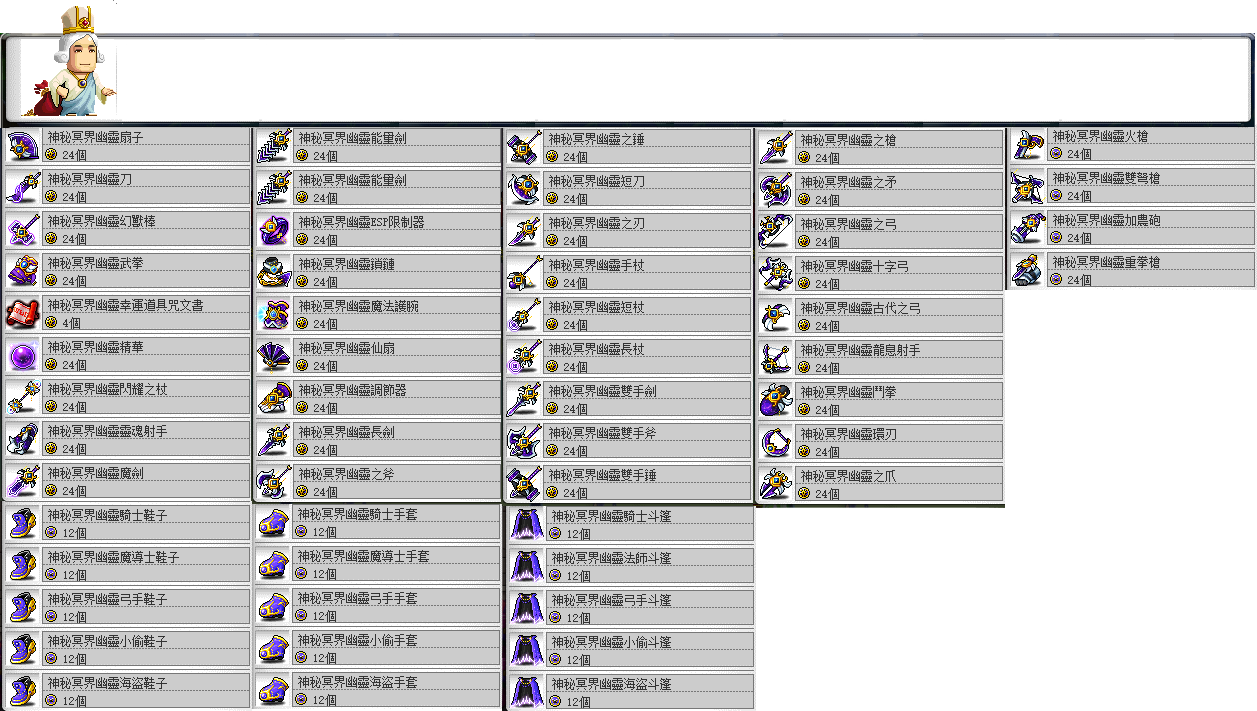 神秘冥界幽靈扇子
24個
神秘冥界幽靈刀
24個
神秘冥界幽靈幻獸棒
24個
神秘冥界幽靈武拳
24個
神秘冥界幽靈幸運道具咒文書
4個
神秘冥界幽靈精華
24個
神秘冥界幽靈閃耀之杖
24個
神秘冥界幽靈靈魂射手
24個
神秘冥界幽靈魔劍
24個
神秘冥界幽靈騎士鞋子
12個
神秘冥界幽靈魔導士鞋子
12個
神秘冥界幽靈弓手鞋子
12個
神秘冥界幽靈小偷鞋子
12個
神秘冥界幽靈海盜鞋子
12個
神秘冥界幽靈能量劍
24個
神秘冥界幽靈能量劍
24個
神秘冥界幽靈ESP限制器
24個
神秘冥界幽靈鎖鏈
24個
神秘冥界幽靈魔法護腕
24個
神秘冥界幽靈仙扇
24個
神秘冥界幽靈調節器
24個
神秘冥界幽靈長劍
24個
神秘冥界幽靈之斧
24個
神秘冥界幽靈騎士手套
12個
神秘冥界幽靈魔導士手套
12個
神秘冥界幽靈弓手手套
12個
神秘冥界幽靈小偷手套
12個
神秘冥界幽靈海盜手套
12個
神秘冥界幽靈之錘
24個
神秘冥界幽靈短刀
24個
神秘冥界幽靈之刃
24個
神秘冥界幽靈手杖
24個
神秘冥界幽靈短杖
24個
神秘冥界幽靈長杖
24個
神秘冥界幽靈雙手劍
24個
神秘冥界幽靈雙手斧
24個
神秘冥界幽靈雙手錘
24個
神秘冥界幽靈騎士斗篷
12個
神秘冥界幽靈法師斗篷
12個
神秘冥界幽靈弓手斗篷
12個
神秘冥界幽靈小偷斗篷
12個
神秘冥界幽靈海盜斗篷
12個
神秘冥界幽靈之槍
24個
神秘冥界幽靈之矛
24個
神秘冥界幽靈之弓
24個
神秘冥界幽靈十字弓
24個
神秘冥界幽靈古代之弓
24個
神秘冥界幽靈龍息射手
24個
神秘冥界幽靈鬥拳
24個
神秘冥界幽靈環刃
24個
神秘冥界幽靈之爪
24個
神秘冥界幽靈火槍
24個
神秘冥界幽靈雙弩槍
24個
神秘冥界幽靈加農砲
24個
神秘冥界幽靈重拳槍
24個